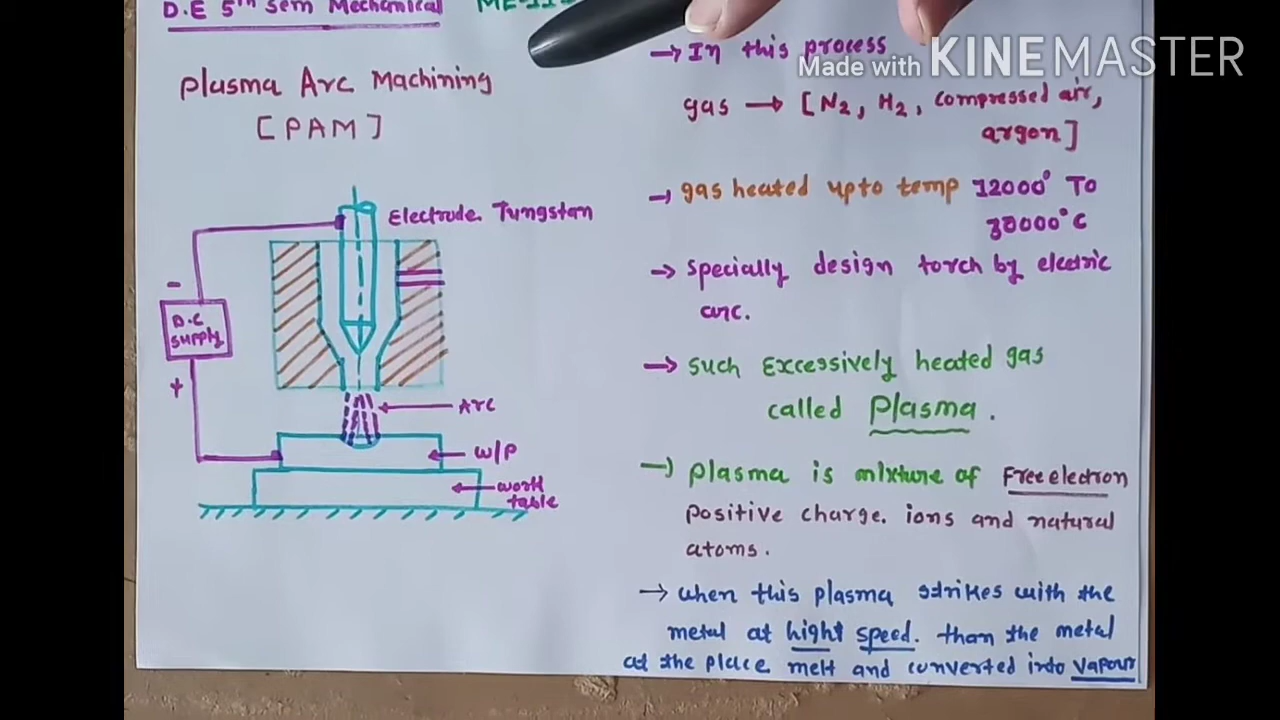 D.E 5th Sem Mechanical
Plasma Arc Machining
[PAM]
Electrode Tungstan
-
D.C
supply
+
Arc
W/P
work
table
→ In this process
gas → [N2, H2, compressed air,
argon]
→ gas heated upto temp 12000° To
30000°C
→ specially design torch by electric
arc.
→ such Excessively heated gas
called Plasma.
→ plasma is mixture of Free electron
positive charge. ions and natural
atoms.
→ when this plasma strikes with the
metal at hight speed. than the metal
at the place melt and converted into vapour
Made with KINEMASTER